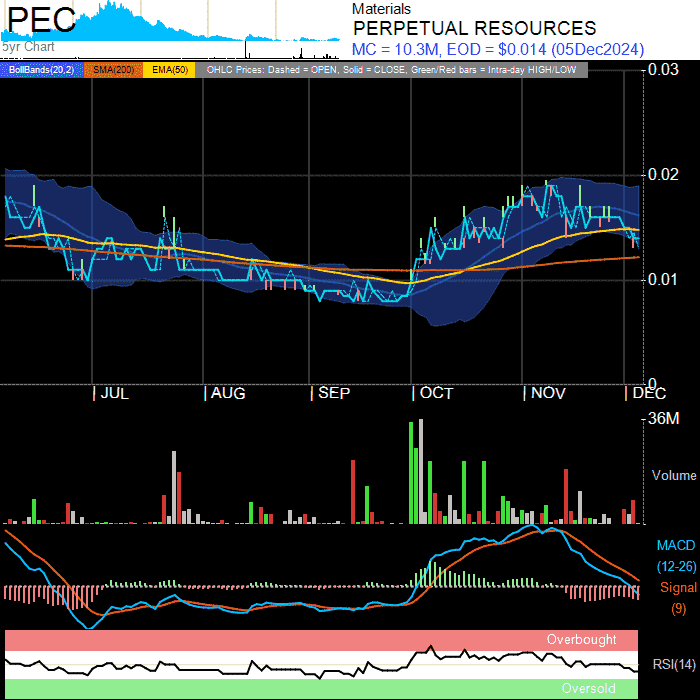 PEC
5yr Chart
Materials
PERPETUAL RESOURCES
MC = 10.3M, EOD = $0.014 (05Dec2024)
BollBands(20,2) SMA(200) EMA(50) OHLC Prices: Dashed = OPEN, Solid = CLOSE, Green/Red bars = Intra-day HIGH/LOW
0.03
0.02
0.01
0
| JUL | AUG | SEP | OCT | NOV | DEC
36M
Volume
MACD
(12-26)
Signal
(9)
Overbought
RSI(14)
Oversold